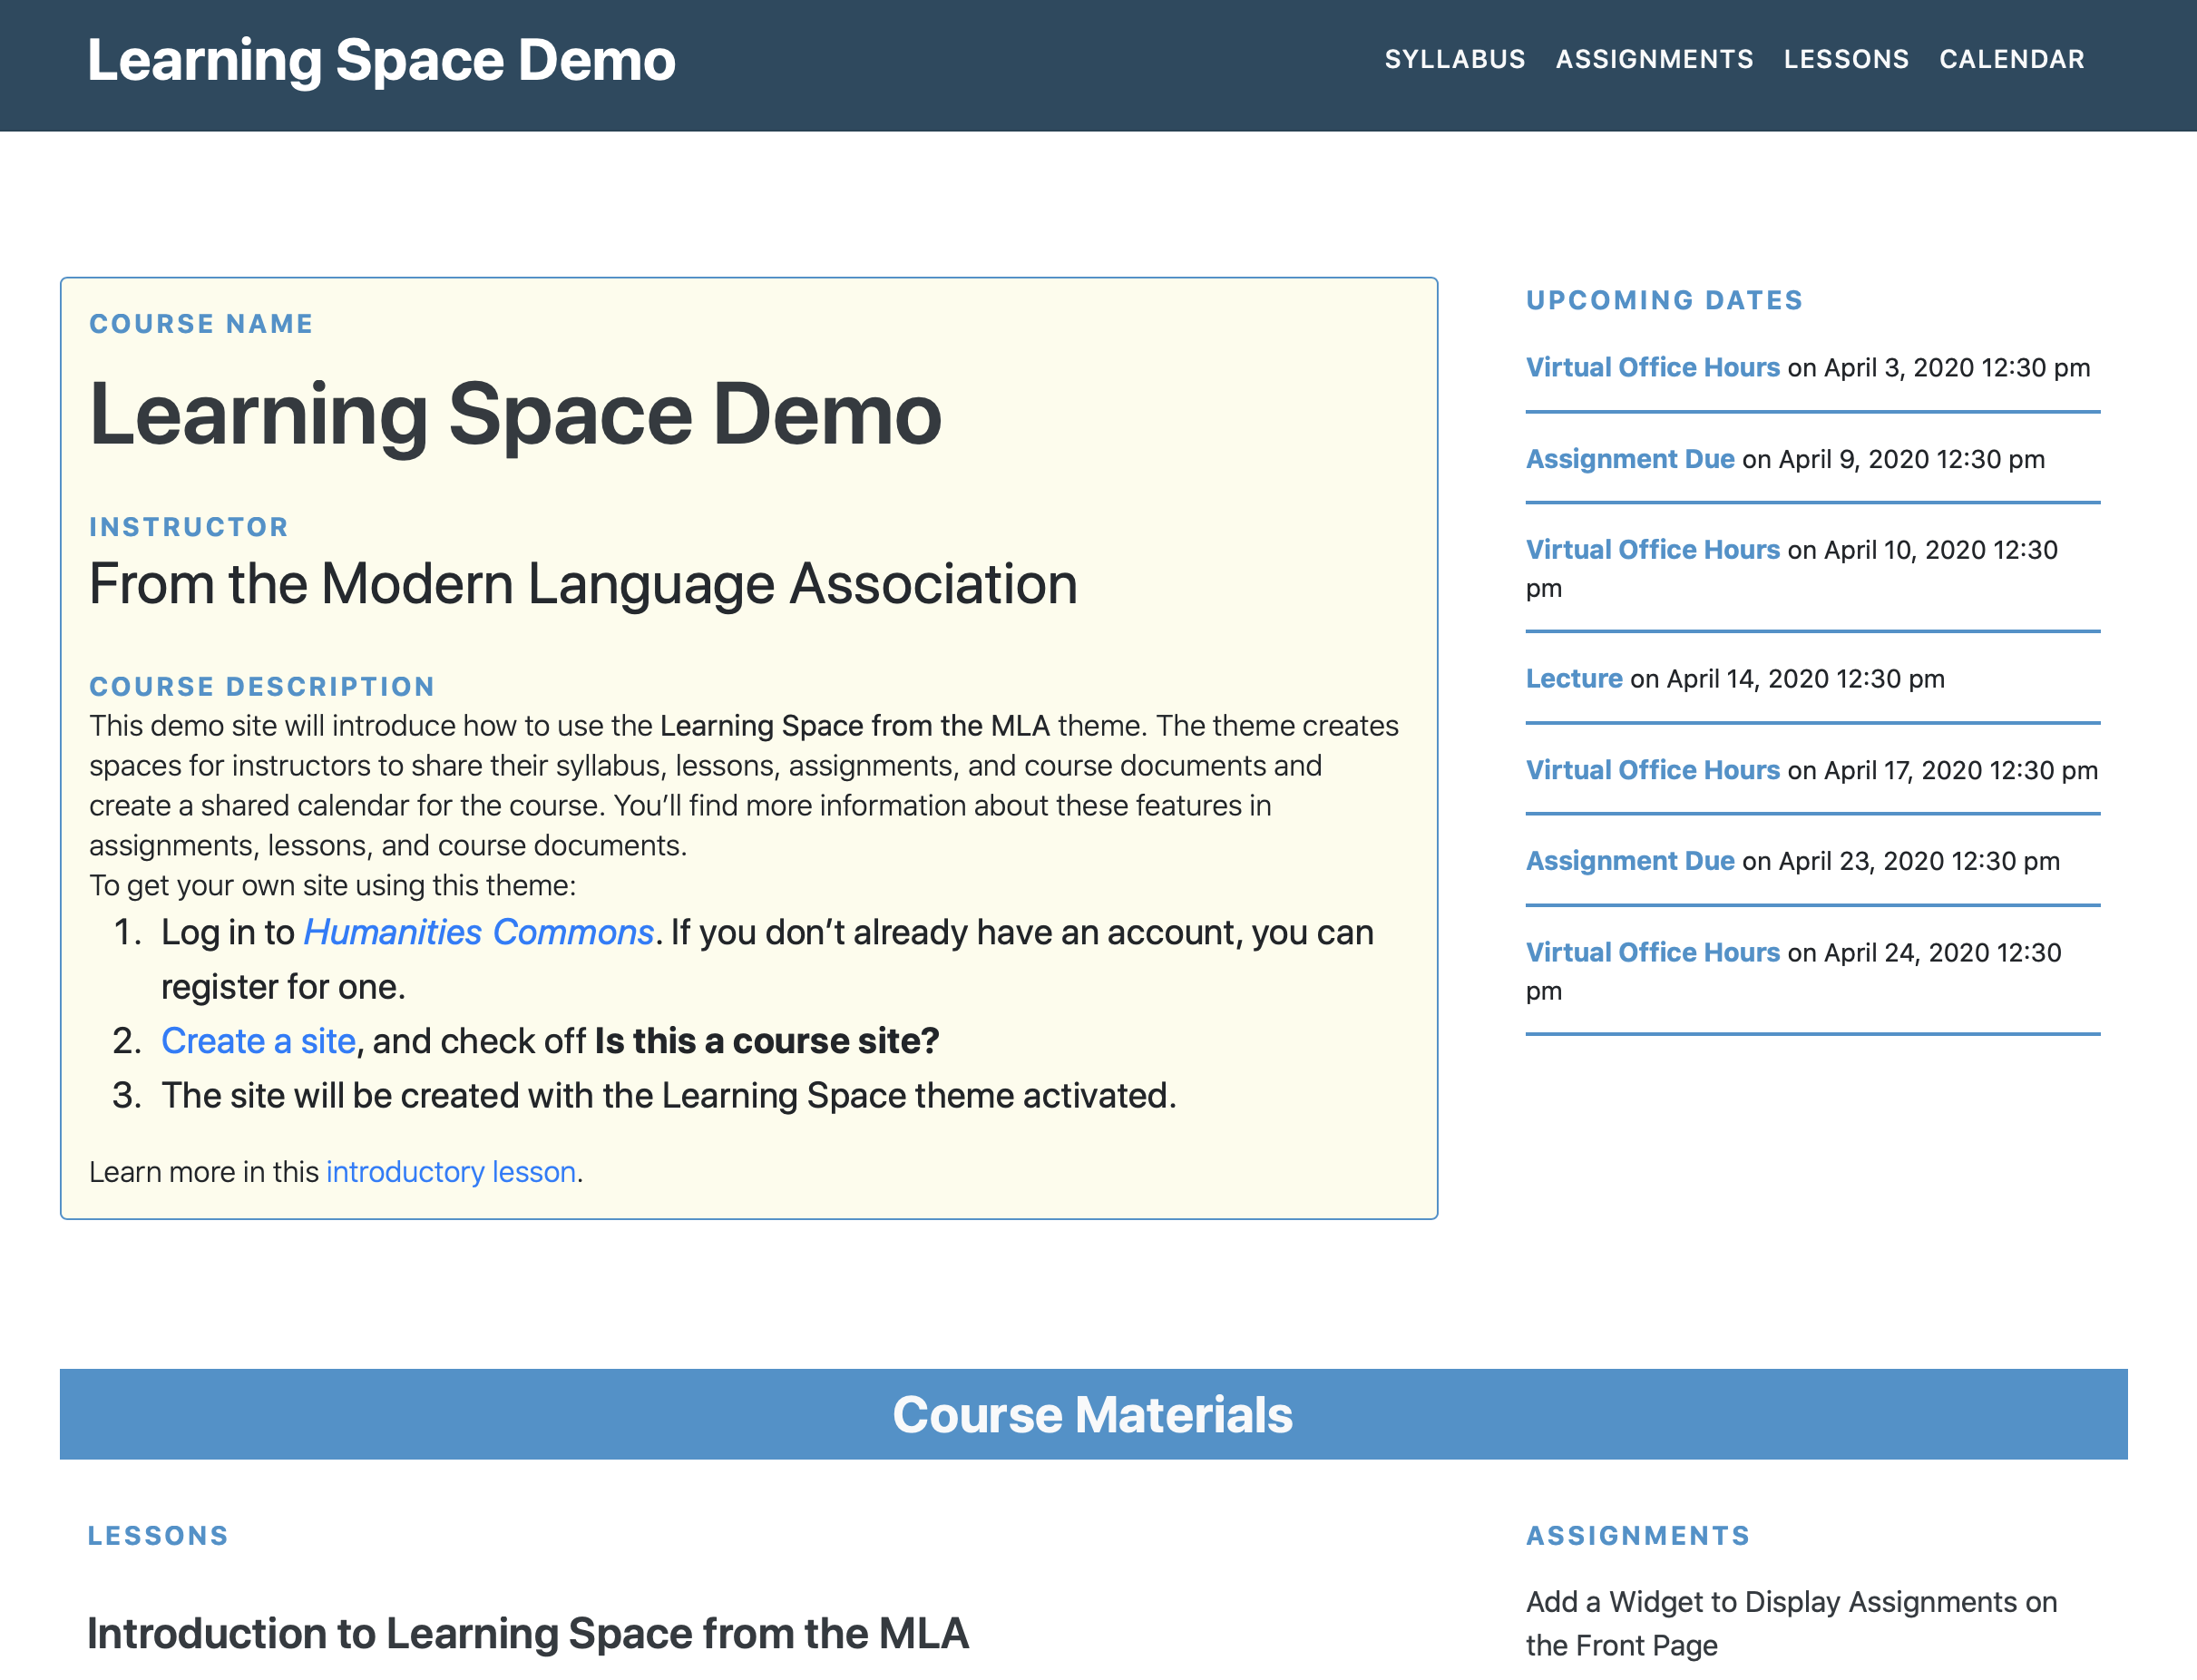 Learning Space Demo
SYLLABUS ASSIGNMENTS LESSONS CALENDAR
COURSE NAME
Learning Space Demo
INSTRUCTOR
From the Modern Language Association
COURSE DESCRIPTION
This demo site will introduce how to use the Learning Space from the MLA theme. The theme creates
spaces for instructors to share their syllabus, lessons, assignments, and course documents and
create a shared calendar for the course. You’ll find more information about these features in
assignments, lessons, and course documents.
To get your own site using this theme:
1. Log in to Humanities Commons. If you don’t already have an account, you can
register for one.
2. Create a site, and check off Is this a course site?
3. The site will be created with the Learning Space theme activated.
Learn more in this introductory lesson.
UPCOMING DATES
Virtual Office Hours on April 3, 2020 12:30 pm
Assignment Due on April 9, 2020 12:30 pm
Virtual Office Hours on April 10, 2020 12:30
pm
Lecture on April 14, 2020 12:30 pm
Virtual Office Hours on April 17, 2020 12:30 pm
Assignment Due on April 23, 2020 12:30 pm
Virtual Office Hours on April 24, 2020 12:30
pm
Course Materials
LESSONS
Introduction to Learning Space from the MLA
ASSIGNMENTS
Add a Widget to Display Assignments on
the Front Page